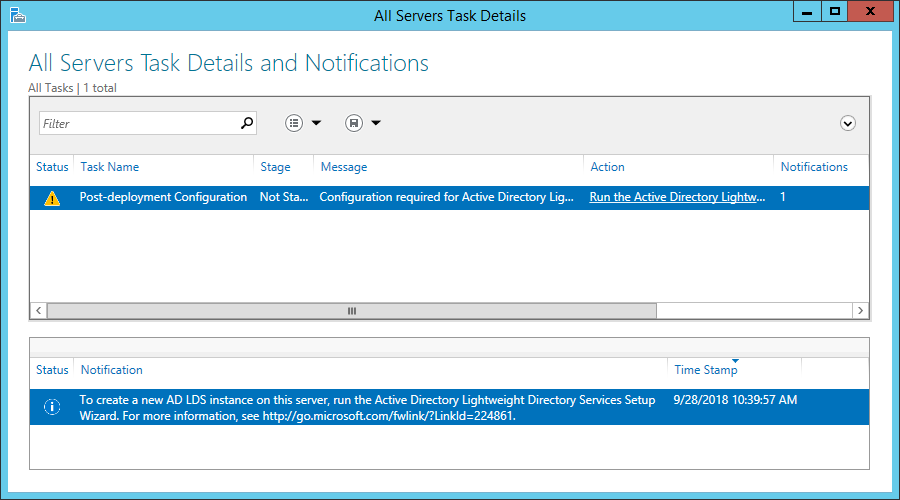 All Servers Task Details
All Servers Task Details and Notifications
All Tasks | 1 total
Filter
Status Task Name Stage Message Action Notifications
Post-deployment Configuration Not Sta... Configuration required for Active Directory Lig... Run the Active Directory Lightw... 1
Status Notification Time Stamp
To create a new AD LDS instance on this server, run the Active Directory Lightweight Directory Services Setup 9/28/2018 10:39:57 AM
Wizard. For more information, see http://go.microsoft.com/fwlink/?LinkId=224861.